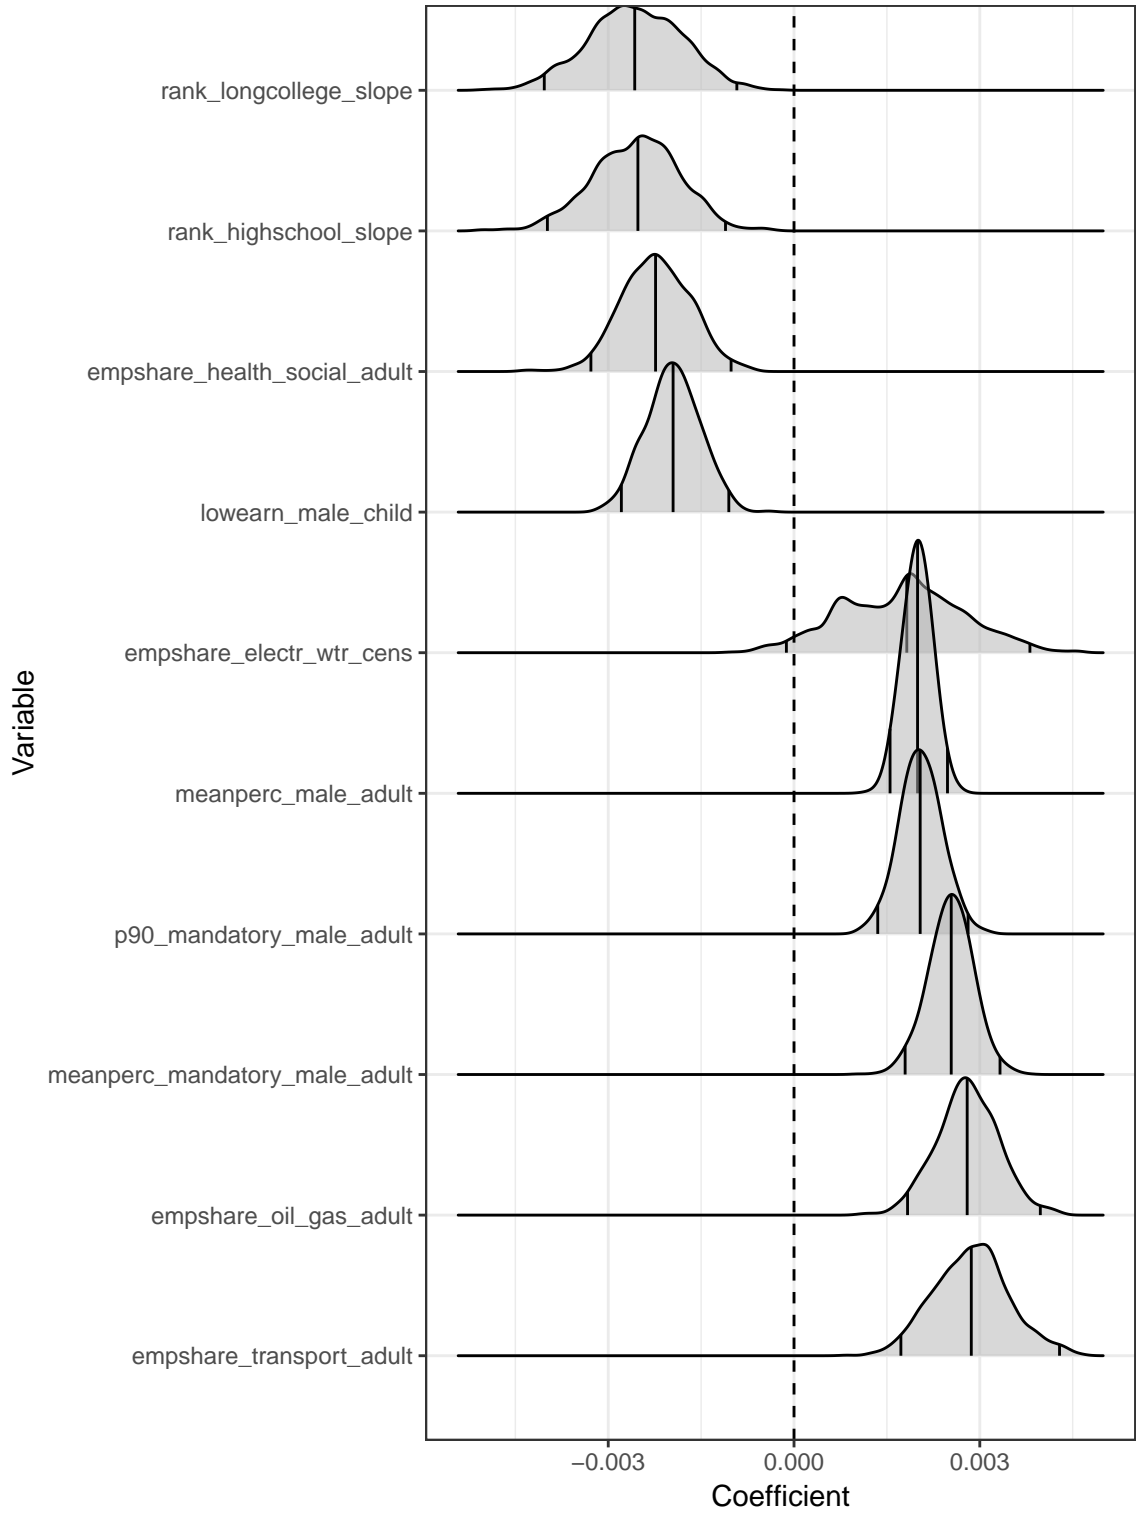 rank_longcollege_slope
rank_highschool_slope
empshare_health_social_adult
lowearn_male_child
empshare_electr_wtr_cens
meanperc_male_adult
p90_mandatory_male_adult
meanperc_mandatory_male_adult
empshare_oil_gas_adult
empshare_transport_adult
Variable
−0.003 0.000 0.003
Coefficient